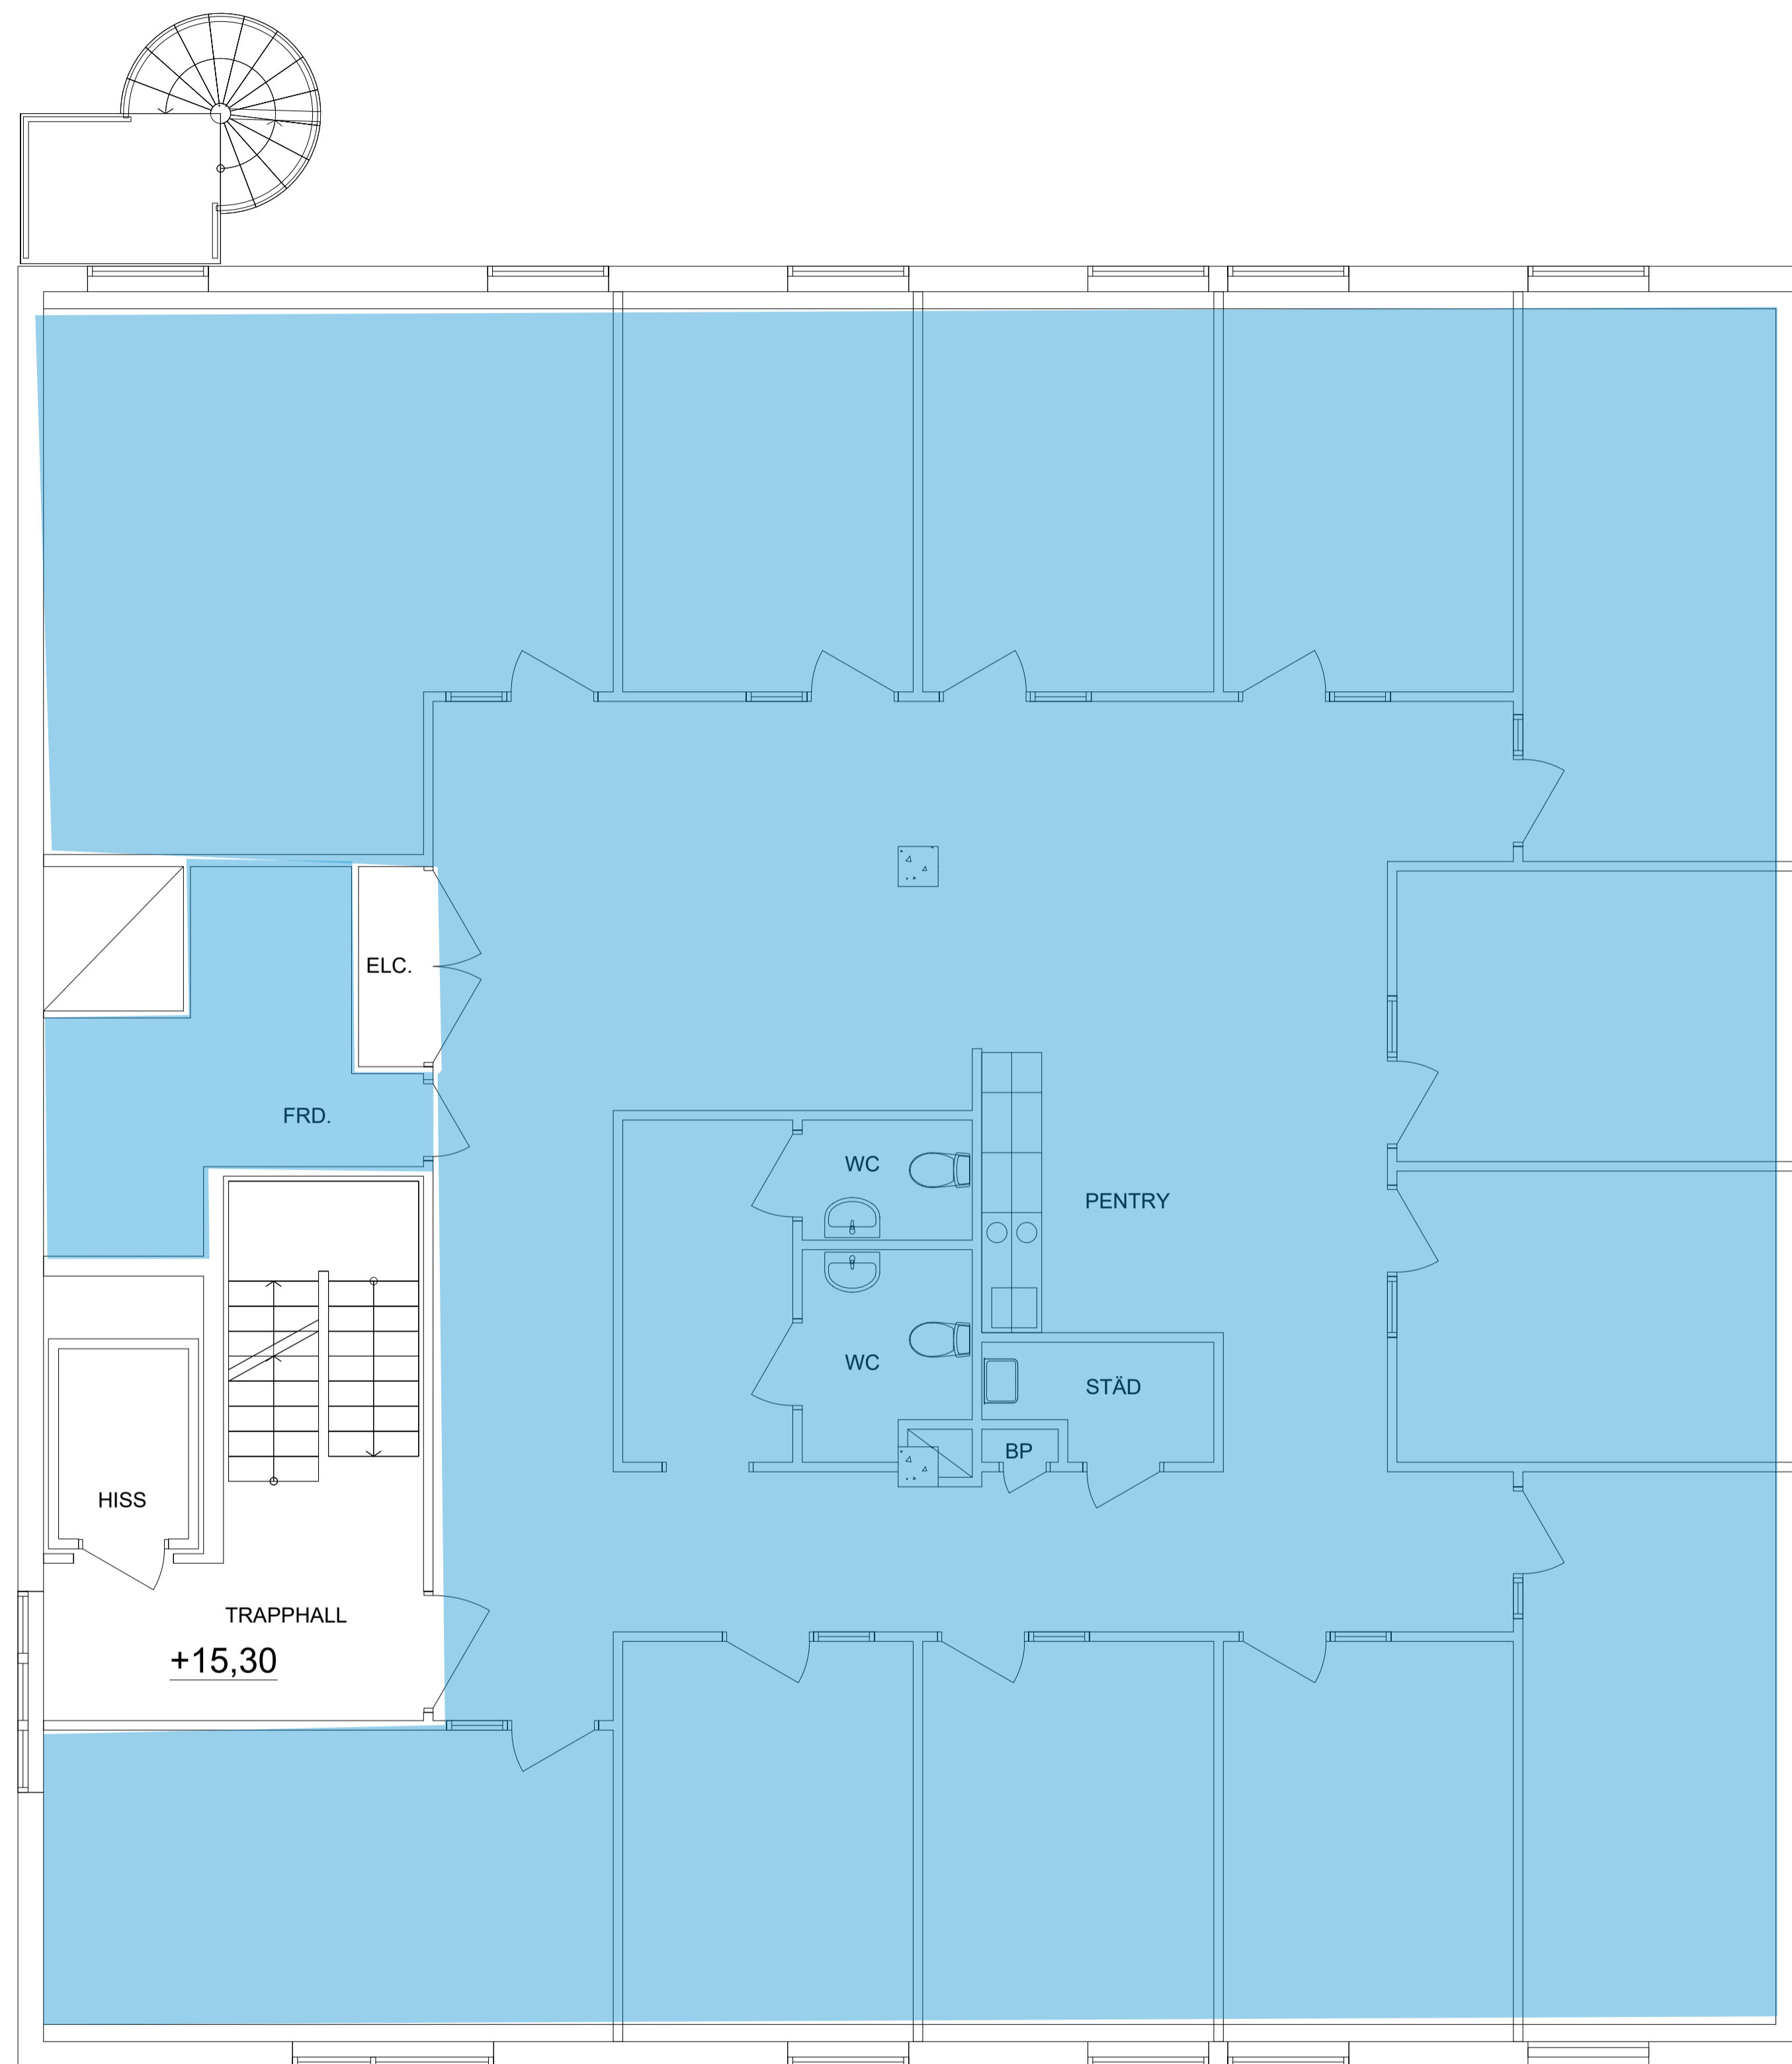 ELC.
FRD.
WC
PENTRY
WC
STÄD
BP
HISS
TRAPPHALL
+15,30